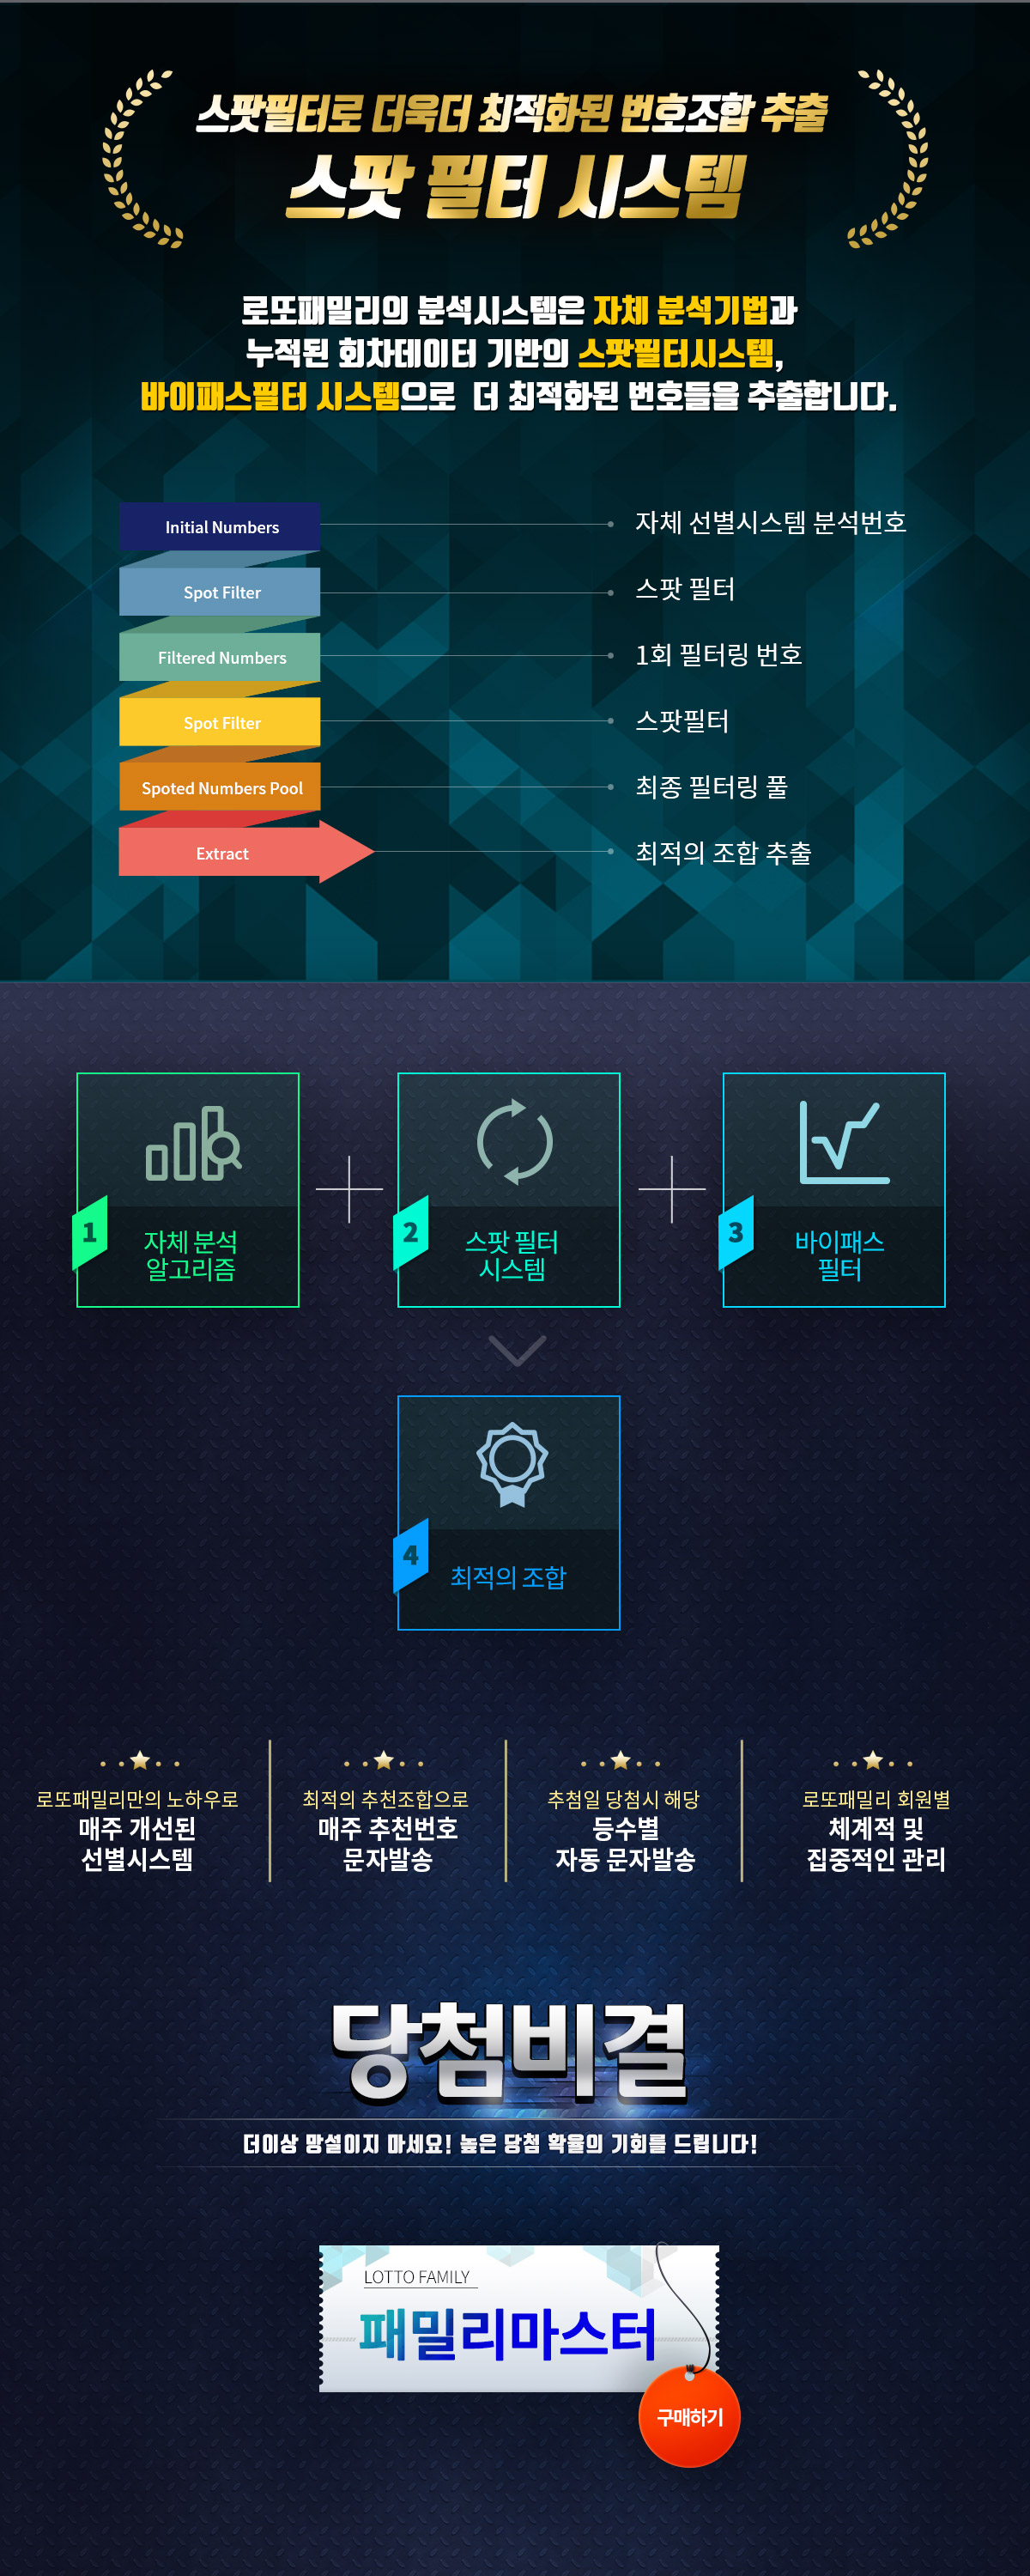 스팟필터로 더욱더 최적화된 번호조합 추출
스팟 필터 시스템
로또패밀리의 분석시스템은 자체 분석기법과
누적된 회차데이터 기반의 스팟필터시스템,
바이패스필터 시스템으로 더 최적화된 번호들을 추출합니다.
Initial Numbers
자체 선별시스템 분석번호
Spot Filter
스팟 필터
Filtered Numbers
1회 필터링 번호
Spot Filter
스팟필터
Spoted Numbers Pool
최종 필터링 풀
Extract
최적의 조합 추출
1
자체 분석
알고리즘
2
스팟 필터
시스템
3
바이패스
필터
4
최적의 조합
로또패밀리만의 노하우로
매주 개선된
선별시스템
최적의 추천조합으로
매주 추천번호
문자발송
추첨일 당첨시 해당
등수별
자동 문자발송
로또패밀리 회원별
체계적 및
집중적인 관리
당첨비결
더이상 망설이지 마세요! 높은 당첨 확율의 기회를 드립니다!
LOTTO FAMILY
패밀리마스터
구매하기